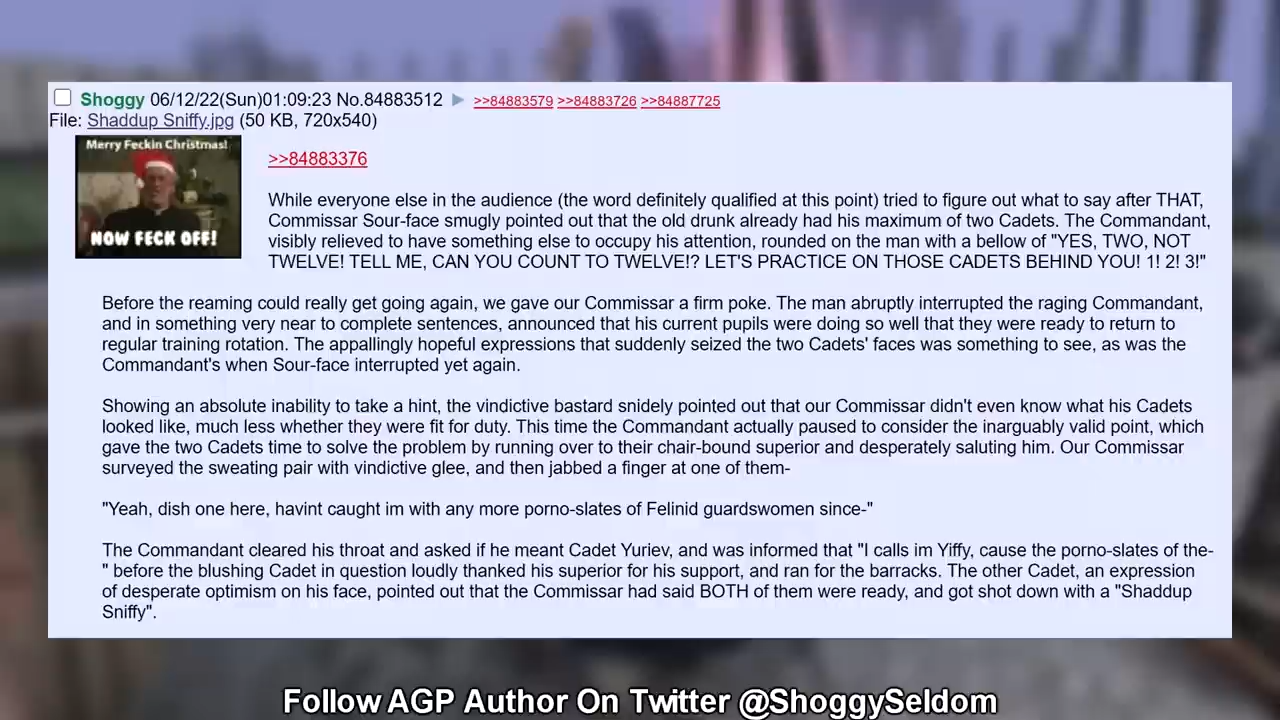 Shoggy 06/12/22(Sun)01:09:23 No.84883512 ▶ >>84883579 >>84883726 >>84887725
File: Shaddup Sniffy.jpg (50 KB, 720x540)
Merry Feckin Christmas!
NOW FECK OFF!
>>84883376
While everyone else in the audience (the word definitely qualified at this point) tried to figure out what to say after THAT,
Commissar Sour-face smugly pointed out that the old drunk already had his maximum of two Cadets. The Commandant,
visibly relieved to have something else to occupy his attention, rounded on the man with a bellow of "YES, TWO, NOT
TWELVE! TELL ME, CAN YOU COUNT TO TWELVE!? LET'S PRACTICE ON THOSE CADETS BEHIND YOU! 1! 2! 3!"
Before the reaming could really get going again, we gave our Commissar a firm poke. The man abruptly interrupted the raging Commandant,
and in something very near to complete sentences, announced that his current pupils were doing so well that they were ready to return to
regular training rotation. The appallingly hopeful expressions that suddenly seized the two Cadets' faces was something to see, as was the
Commandant's when Sour-face interrupted yet again.
Showing an absolute inability to take a hint, the vindictive bastard snidely pointed out that our Commissar didn't even know what his Cadets
looked like, much less whether they were fit for duty. This time the Commandant actually paused to consider the inarguably valid point, which
gave the two Cadets time to solve the problem by running over to their chair-bound superior and desperately saluting him. Our Commissar
surveyed the sweating pair with vindictive glee, and then jabbed a finger at one of them-
"Yeah, dish one here, havint caught im with any more porno-slates of Felinid guardswomen since-"
The Commandant cleared his throat and asked if he meant Cadet Yuriev, and was informed that "I calls im Yiffy, cause the porno-slates of the-
" before the blushing Cadet in question loudly thanked his superior for his support, and ran for the barracks. The other Cadet, an expression
of desperate optimism on his face, pointed out that the Commissar had said BOTH of them were ready, and got shot down with a "Shaddup
Sniffy".
Follow AGP Author On Twitter @ShoggySeldom